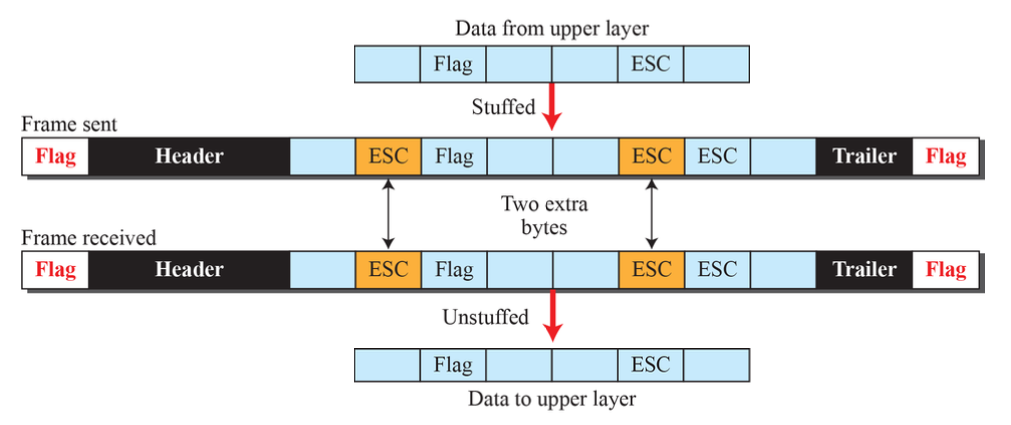 Data from upper layer
Flag ESC
Stuffed
Frame sent
Flag Header ESC Flag ESC ESC Trailer Flag
Two extra
bytes
Frame received
Flag Header ESC Flag ESC ESC Trailer Flag
Unstuffed
Flag ESC
Data to upper layer